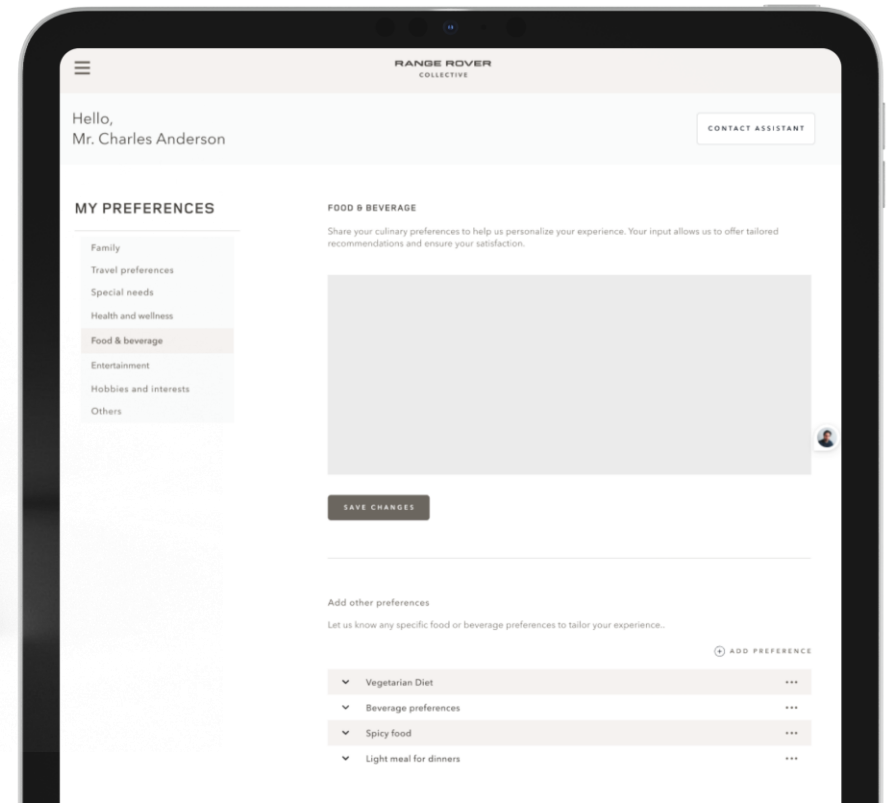 RANGE ROVER
COLLECTIVE
Hello,
Mr. Charles Anderson
CONTACT ASSISTANT
MY PREFERENCES
Family
Travel preferences
Special needs
Health and wellness
Food & beverage
Entertainment
Hobbies and interests
Others
FOOD & BEVERAGE
Share your culinary preferences to help us personalize your experience. Your input allows us to offer tailored
recommendations and ensure your satisfaction.
SAVE CHANGES
Add other preferences
Let us know any specific food or beverage preferences to tailor your experience..
ADD PREFERENCE
Vegetarian Diet
Beverage preferences
Spicy food
Light meal for dinners